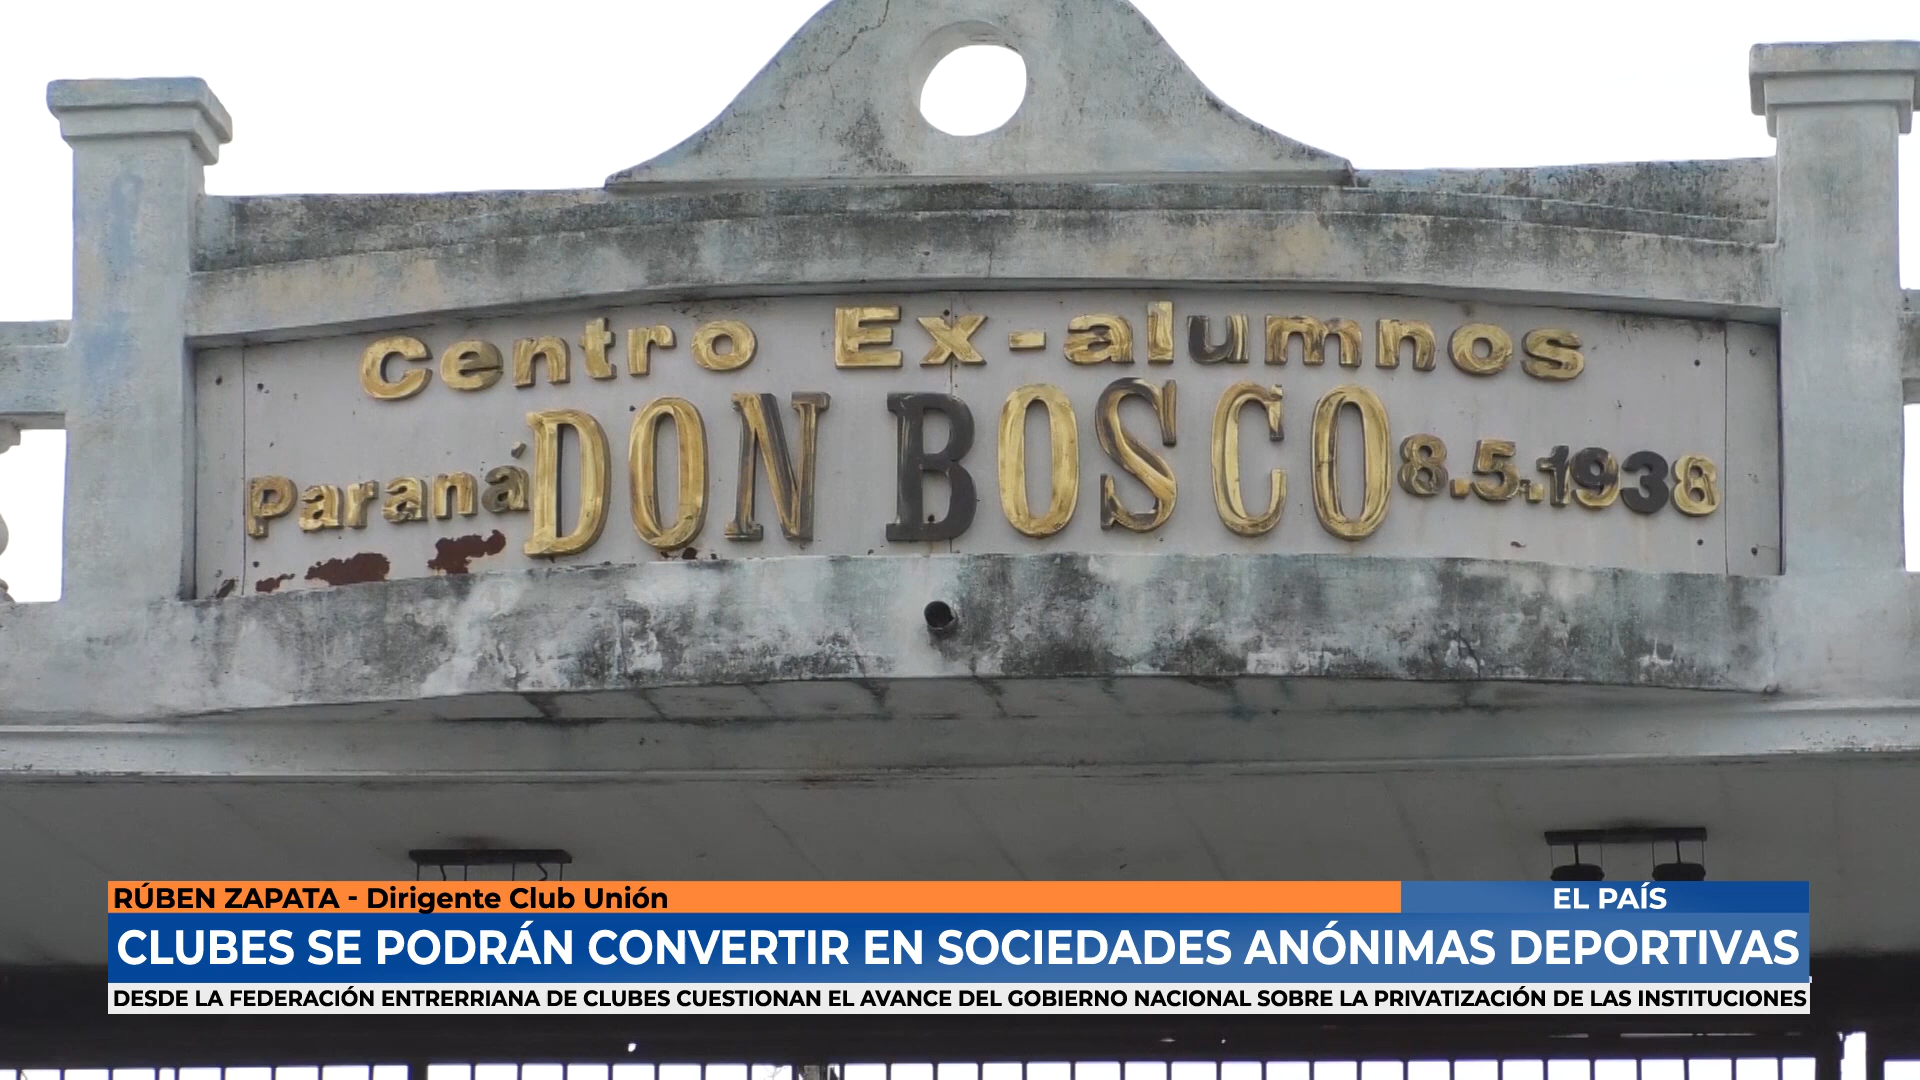 Centro Ex-alumnos
Paraná DON BOSCO 8.5.1938
RÚBEN ZAPATA - Dirigente Club Unión
EL PAÍS
CLUBES SE PODRÁN CONVERTIR EN SOCIEDADES ANÓNIMAS DEPORTIVAS
DESDE LA FEDERACIÓN ENTRERRIANA DE CLUBES CUESTIONAN EL AVANCE DEL GOBIERNO NACIONAL SOBRE LA PRIVATIZACIÓN DE LAS INSTITUCIONES